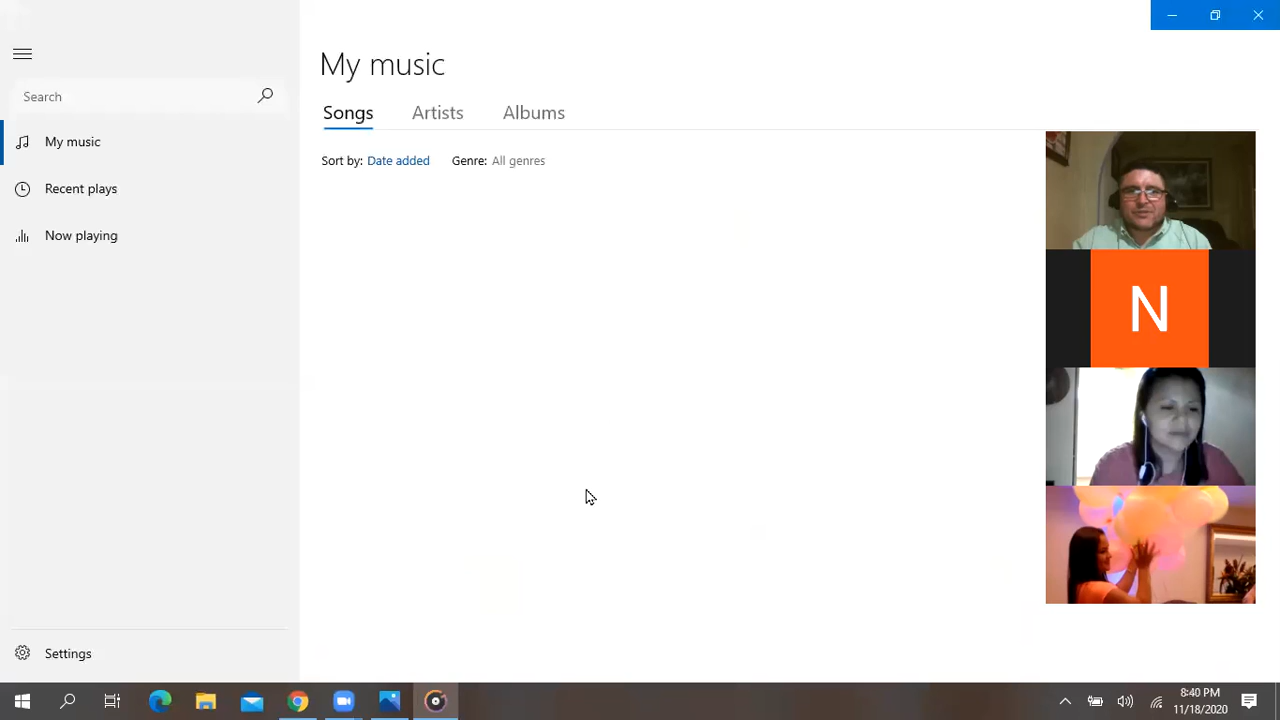 My music
Search
Songs Artists Albums
My music
Sort by: Date added Genre: All genres
Recent plays
Now playing
N
Settings
8:40 PM
11/18/2020